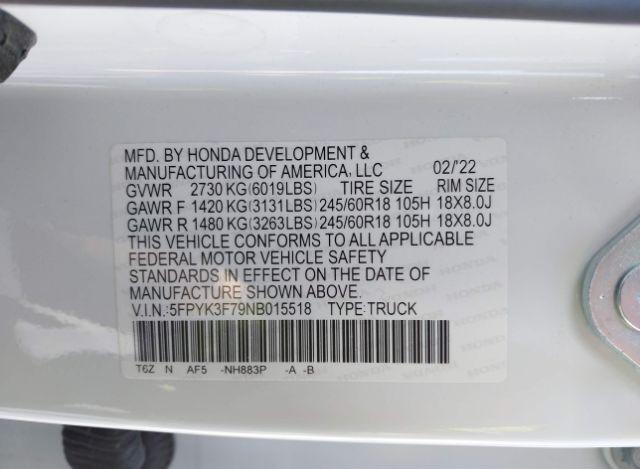 MFD. BY HONDA DEVELOPMENT &
MANUFACTURING OF AMERICA, LLC 02/'22
GVWR 2730 KG(6019LBS) TIRE SIZE RIM SIZE
GAWR F 1420 KG(3131LBS) 245/60R18 105H 18X8.0J
GAWR R 1480 KG(3263LBS) 245/60R18 105H 18X8.0J
THIS VEHICLE CONFORMS TO ALL APPLICABLE
FEDERAL MOTOR VEHICLE SAFETY
STANDARDS IN EFFECT ON THE DATE OF
MANUFACTURE SHOWN ABOVE.
V.I.N.:5FPYK3F79NB015518 TYPE:TRUCK
T6Z N AF5 -NH883P -A -B